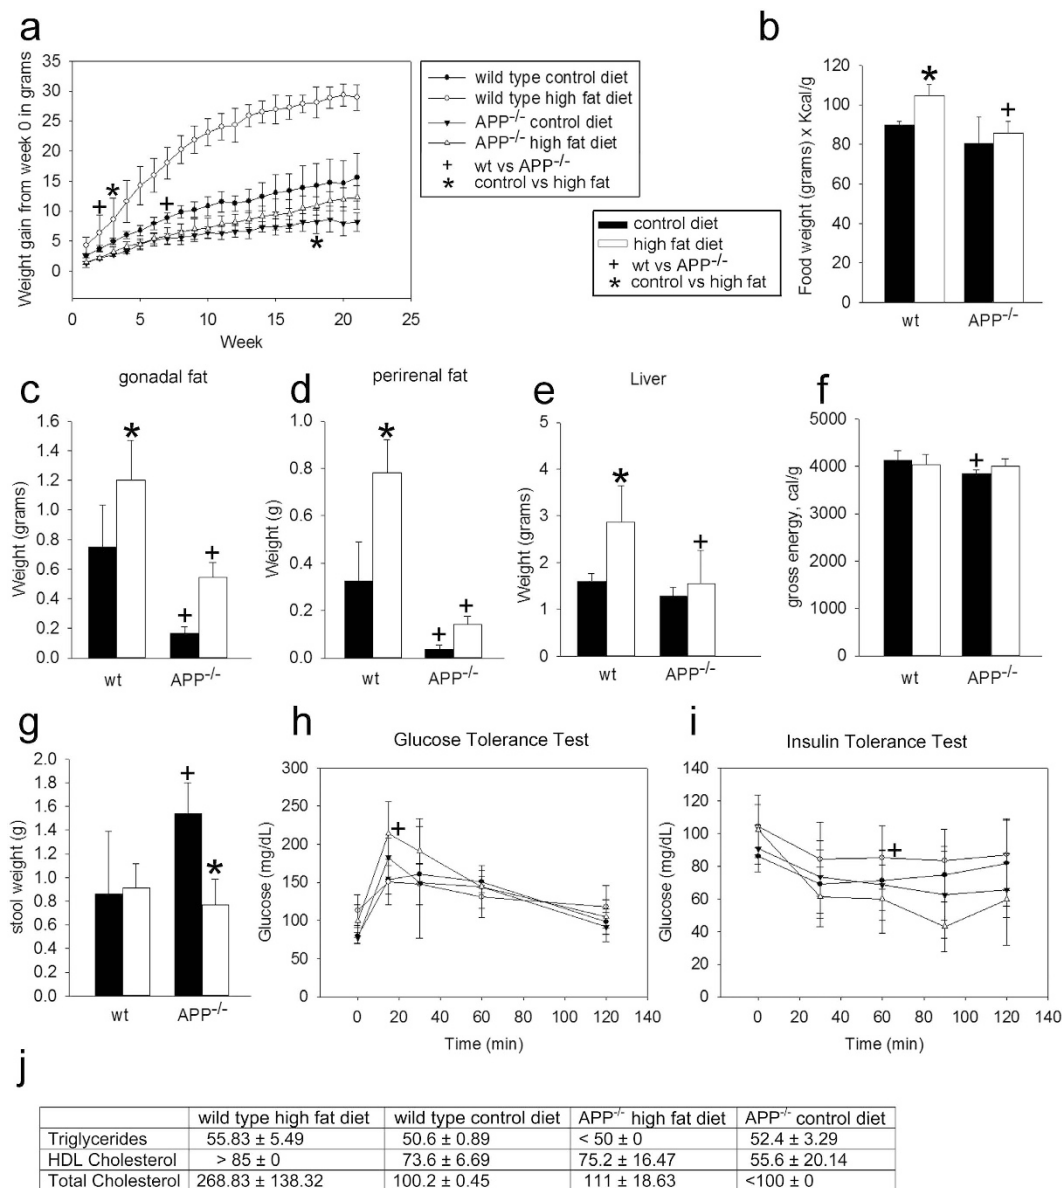 a
Weight gain from week 0 in grams
35
30
25
20
15
10
5
0
0 5 10 15 20 25
Week
+
*
+
*
wild type control diet
wild type high fat diet
APP-/- control diet
APP-/- high fat diet
+ wt vs APP-/-
* control vs high fat
control diet
high fat diet
+ wt vs APP-/-
* control vs high fat
b
Food weight (grams) x Kcal/g
120
100
80
60
40
20
0
*
+
wt APP-/-
c
gonadal fat
Weight (grams)
1.6
1.4
1.2
1.0
0.8
0.6
0.4
0.2
0.0
*
+
+
wt APP-/-
d
perirenal fat
Weight (g)
1.0
0.8
0.6
0.4
0.2
0.0
*
+
+
wt APP-/-
e
Liver
Weight (grams)
5
4
3
2
1
0
*
+
wt APP-/-
f
gross energy, cal/g
5000
4000
3000
2000
1000
0
+
wt APP-/-
g
stool weight (g)
2.0
1.8
1.6
1.4
1.2
1.0
0.8
0.6
0.4
0.2
0.0
+
*
wt APP-/-
h
Glucose Tolerance Test
Glucose (mg/dL)
300
250
200
150
100
50
0
+
0 20 40 60 80 100 120 140
Time (min)
i
Insulin Tolerance Test
Glucose (mg/dL)
140
120
100
80
60
40
20
0
+
0 20 40 60 80 100 120 140
Time (min)
j
wild type high fat diet wild type control diet APP-/- high fat diet APP-/- control diet
Triglycerides 55.83 ± 5.49 50.6 ± 0.89 < 50 ± 0 52.4 ± 3.29
HDL Cholesterol > 85 ± 0 73.6 ± 6.69 75.2 ± 16.47 55.6 ± 20.14
Total Cholesterol 268.83 ± 138.32 100.2 ± 0.45 111 ± 18.63 <100 ± 0